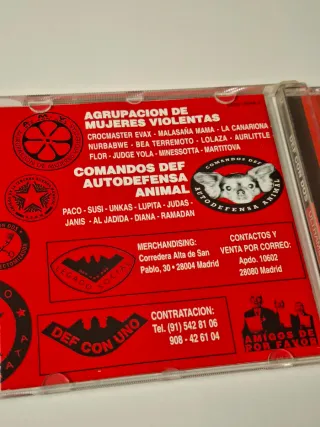 AGRUPACION DE
MUJERES VIOLENTAS
CROCMASTER EVAX - MALASAÑA MAMA - LA CANARIONA
NURBABWE - BEA TERREMOTO - LOLAZA - AURLITTLE
FLOR - JUDGE YOLA - MINESSOTTA - MARTITOVA
COMANDOS DEF
AUTODEFENSA
ANIMAL
PACO - SUSI - UNKAS - LUPITA - JUDAS -
JANIS - AL JADIDA - DIANA - RAMADAN
COMANDOS DEF
AUTODEFENSA ANIMAL
MERCHANDISING:
Corredera Alta de San
Pablo, 30 • 28004 Madrid
CONTACTOS Y
VENTA POR CORREO:
Apdo. 10602
28080 Madrid
DEF CON UNO
CONTRATACION:
Tel. (91) 542 81 06
908 - 42 61 04
AMIGOS DE
POR FAVOR